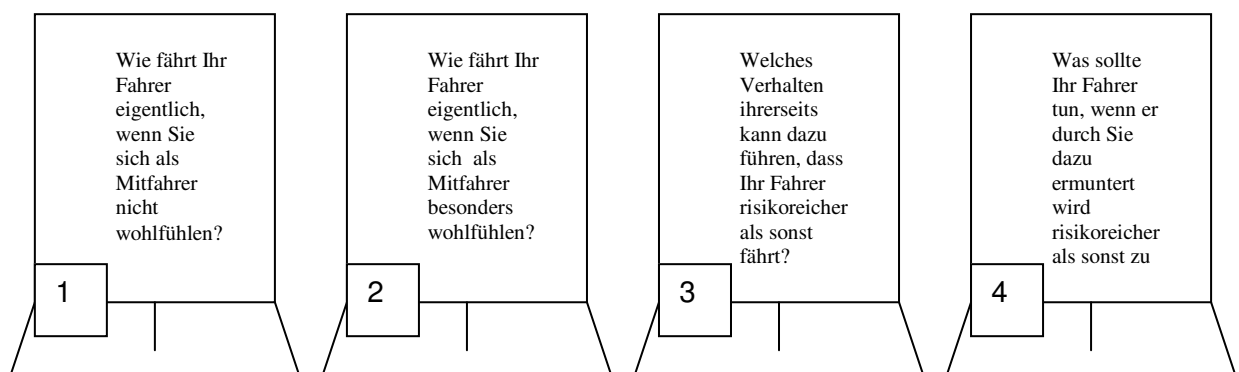 Wie fährt Ihr
Fahrer
eigentlich,
wenn Sie
sich als
Mitfahrer
nicht
wohlfühlen?
1
Wie fährt Ihr
Fahrer
eigentlich,
wenn Sie
sich  als
Mitfahrer
besonders
wohlfühlen?
2
Welches
Verhalten
ihrerseits
kann dazu
führen, dass
Ihr Fahrer
risikoreicher
als sonst
fährt?
3
Was sollte
Ihr Fahrer
tun, wenn er
durch Sie
dazu
ermuntert
wird
risikoreicher
als sonst zu
4